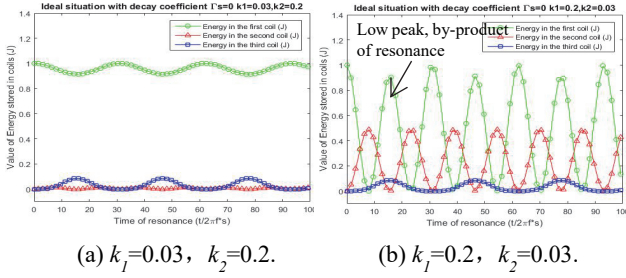 Ideal situation with decay coefficient Γs=0 k1=0.03,k2=0.2
Energy in the first coil (J)
Energy in the second coil (J)
Energy in the third coil (J)
Value of Energy stored in coils (J)
1.4
1.2
1
0.8
0.6
0.4
0.2
0
0 10 20 30 40 50 60 70 80 90 100
Time of resonance (t/2πf*s)
(a) k1=0.03, k2=0.2.
Ideal situation with decay coefficient Γs=0 k1=0.2,k2=0.03
Low peak, by-product
of resonance
Energy in the first coil (J)
Energy in the second coil (J)
Energy in the third coil (J)
Value of Energy stored in coils (J)
1.4
1.2
1
0.8
0.6
0.4
0.2
0
0 10 20 30 40 50 60 70 80 90 100
Time of resonance (t/2πf*s)
(b) k1=0.2, k2=0.03.